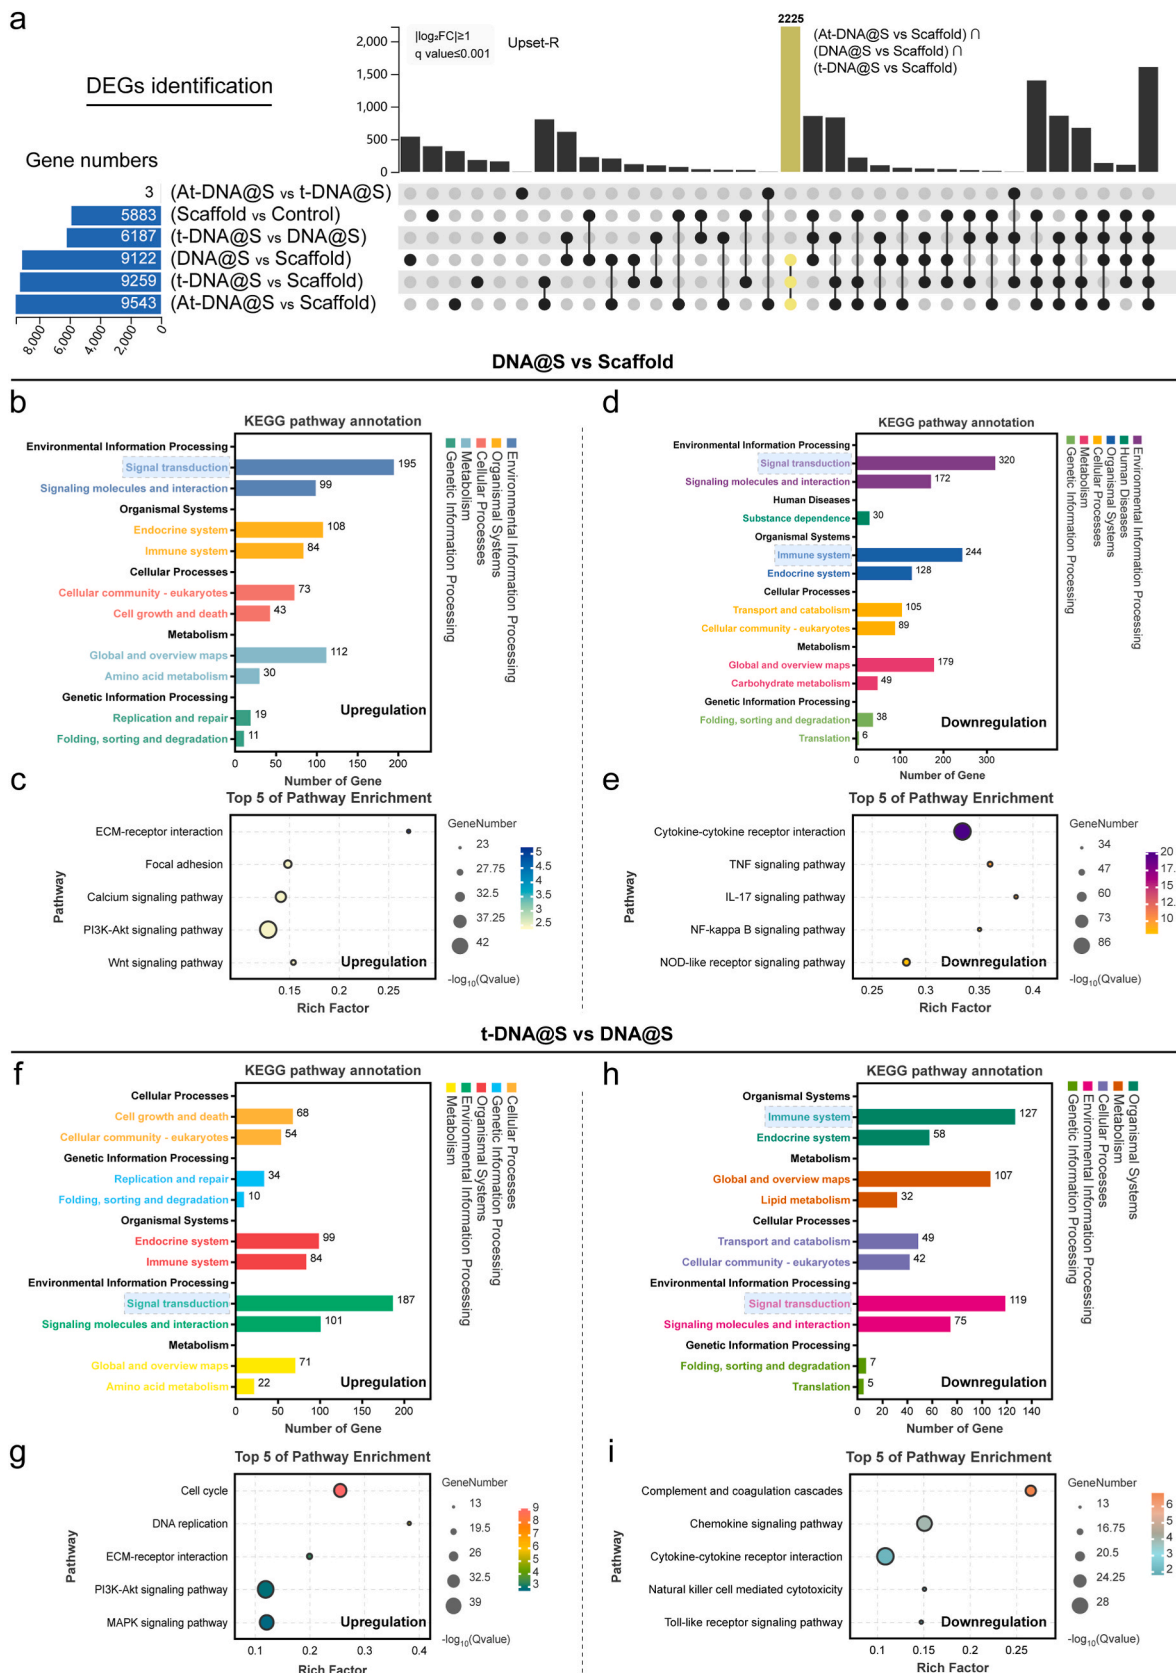 a
2225
|log₂FC|≥1
q value≤0.001
Upset-R
(At-DNA@S vs Scaffold) ∩
(DNA@S vs Scaffold) ∩
(t-DNA@S vs Scaffold)
2,000
1,500
1,000
500
0
DEGs identification
Gene numbers
3 (At-DNA@S vs t-DNA@S)
5883 (Scaffold vs Control)
6187 (t-DNA@S vs DNA@S)
9122 (DNA@S vs Scaffold)
9259 (t-DNA@S vs Scaffold)
9543 (At-DNA@S vs Scaffold)
8,000 6,000 4,000 2,000 0
DNA@S vs Scaffold
b
KEGG pathway annotation
Environmental Information Processing
Signal transduction 195
Signaling molecules and interaction 99
Organismal Systems
Endocrine system 108
Immune system 84
Cellular Processes
Cellular community - eukaryotes 73
Cell growth and death 43
Metabolism
Global and overview maps 112
Amino acid metabolism 30
Genetic Information Processing
Replication and repair 19
Folding, sorting and degradation 11
Upregulation
0 50 100 150 200
Number of Gene
Environmental Information Processing
Organismal Systems
Cellular Processes
Metabolism
Genetic Information Processing
d
KEGG pathway annotation
Environmental Information Processing
Signal transduction 320
Signaling molecules and interaction 172
Human Diseases
Substance dependence 30
Organismal Systems
Immune system 244
Endocrine system 128
Cellular Processes
Transport and catabolism 105
Cellular community - eukaryotes 89
Metabolism
Global and overview maps 179
Carbohydrate metabolism 49
Genetic Information Processing
Folding, sorting and degradation 38
Translation 6
Downregulation
0 100 200 300
Number of Gene
Environmental Information Processing
Human Diseases
Organismal Systems
Cellular Processes
Metabolism
Genetic Information Processing
c
Top 5 of Pathway Enrichment
Pathway
ECM-receptor interaction
Focal adhesion
Calcium signaling pathway
PI3K-Akt signaling pathway
Wnt signaling pathway
Upregulation
0.15 0.2 0.25
Rich Factor
GeneNumber
23
27.75
32.5
37.25
42
5
4.5
4
3.5
3
2.5
-log₁₀(Qvalue)
e
Top 5 of Pathway Enrichment
Pathway
Cytokine-cytokine receptor interaction
TNF signaling pathway
IL-17 signaling pathway
NF-kappa B signaling pathway
NOD-like receptor signaling pathway
Downregulation
0.25 0.3 0.35 0.4
Rich Factor
GeneNumber
34
47
60
73
86
20
17.
15
12.
10
-log₁₀(Qvalue)
t-DNA@S vs DNA@S
f
KEGG pathway annotation
Cellular Processes
Cell growth and death 68
Cellular community - eukaryotes 54
Genetic Information Processing
Replication and repair 34
Folding, sorting and degradation 10
Organismal Systems
Endocrine system 99
Immune system 84
Environmental Information Processing
Signal transduction 187
Signaling molecules and interaction 101
Metabolism
Global and overview maps 71
Amino acid metabolism 22
Upregulation
0 50 100 150 200
Number of Gene
Cellular Processes
Genetic Information Processing
Organismal Systems
Environmental Information Processing
Metabolism
h
KEGG pathway annotation
Organismal Systems
Immune system 127
Endocrine system 58
Metabolism
Global and overview maps 107
Lipid metabolism 32
Cellular Processes
Transport and catabolism 49
Cellular community - eukaryotes 42
Environmental Information Processing
Signal transduction 119
Signaling molecules and interaction 75
Genetic Information Processing
Folding, sorting and degradation 7
Translation 5
Downregulation
0 20 40 60 80 100 120 140
Number of Gene
Organismal Systems
Metabolism
Cellular Processes
Environmental Information Processing
Genetic Information Processing
g
Top 5 of Pathway Enrichment
Pathway
Cell cycle
DNA replication
ECM-receptor interaction
PI3K-Akt signaling pathway
MAPK signaling pathway
Upregulation
0.1 0.2 0.3 0.4
Rich Factor
GeneNumber
13
19.5
26
32.5
39
9
8
7
6
5
4
3
-log₁₀(Qvalue)
i
Top 5 of Pathway Enrichment
Pathway
Complement and coagulation cascades
Chemokine signaling pathway
Cytokine-cytokine receptor interaction
Natural killer cell mediated cytotoxicity
Toll-like receptor signaling pathway
Downregulation
0.1 0.15 0.2 0.25
Rich Factor
GeneNumber
13
16.75
20.5
24.25
28
6
5
4
3
2
-log₁₀(Qvalue)